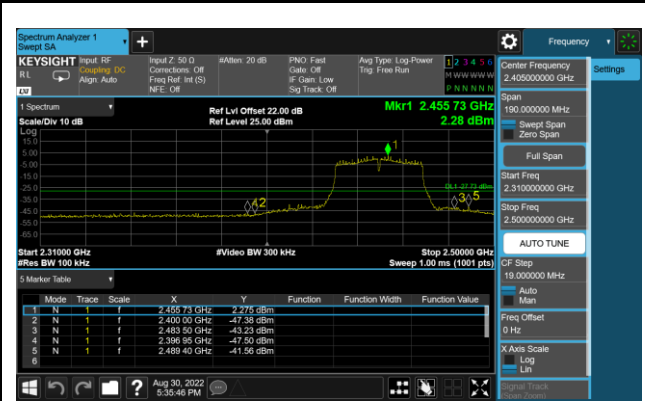 Spectrum Analyzer 1
Swept SA
+
Frequency
KEYSIGHT Input: RF Input Z: 50 Ω #Atten: 20 dB PNO: Fast Avg Type: Log-Power 1 2 3 4 5 6
RL Coupling: DC Corrections: Off Gate: Off Trig: Free Run M W W W W W
Align: Auto Freq Ref: Int (S) IF Gain: Low P N N N N N
LXI NFE: Off Sig Track: Off
1 Spectrum
Ref Lvl Offset 22.00 dB Mkr1 2.455 73 GHz
Scale/Div 10 dB Ref Level 25.00 dBm 2.28 dBm
Log
15.0
5.00
-5.00
-15.0
-25.0
-35.0
-45.0
-55.0
-65.0
1
DL1 -27.73 dBm
4 2
3 5
Start 2.31000 GHz #Video BW 300 kHz Stop 2.50000 GHz
#Res BW 100 kHz Sweep 1.00 ms (1001 pts)
5 Marker Table
Mode Trace Scale X Y Function Function Width Function Value
1 N 1 f 2.455 73 GHz 2.275 dBm
2 N 1 f 2.400 00 GHz -47.38 dBm
3 N 1 f 2.483 50 GHz -43.23 dBm
4 N 1 f 2.396 95 GHz -47.50 dBm
5 N 1 f 2.489 40 GHz -41.56 dBm
6
? Aug 30, 2022
5:35:46 PM
Center Frequency
2.405000000 GHz
Settings
Span
190.000000 MHz
Swept Span
Zero Span
Full Span
Start Freq
2.310000000 GHz
Stop Freq
2.500000000 GHz
AUTO TUNE
CF Step
19.000000 MHz
Auto
Man
Freq Offset
0 Hz
X Axis Scale
Log
Lin
Signal Track
(Span Zoom)